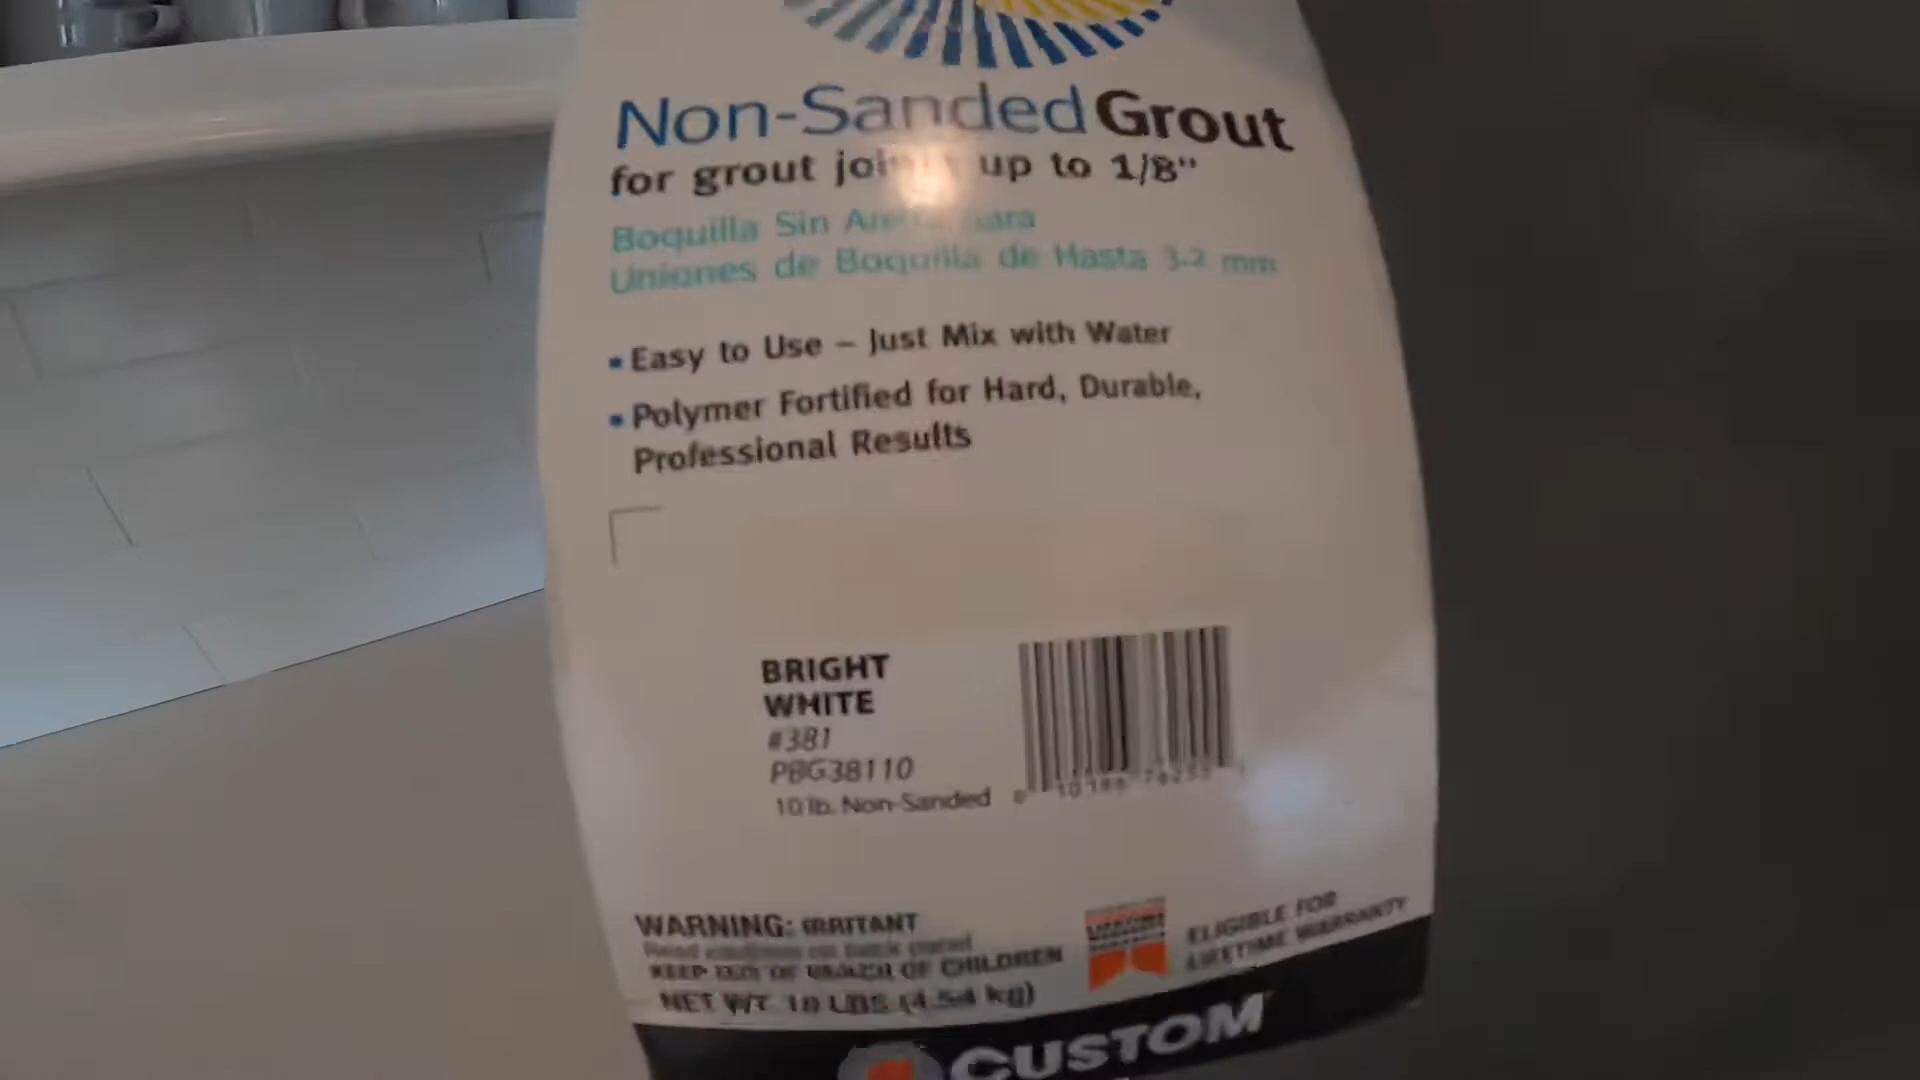 Non-Sanded Grout
for grout up to 1/8"
Boquilla Sin
Uniones de Boquilla de Hasta 3.2 mm
▪ Easy to Use – Just Mix with Water
▪ Polymer Fortified for Hard, Durable,
Professional Results
BRIGHT
WHITE
#381
PBG38110
10 lb. Non-Sanded
WARNING: IRRITANT
Read cautions on back panel
KEEP OUT OF REACH OF CHILDREN
NET WT 10 LBS (4.54 kg)
ELIGIBLE FOR
LIFETIME WARRANTY
CUSTOM